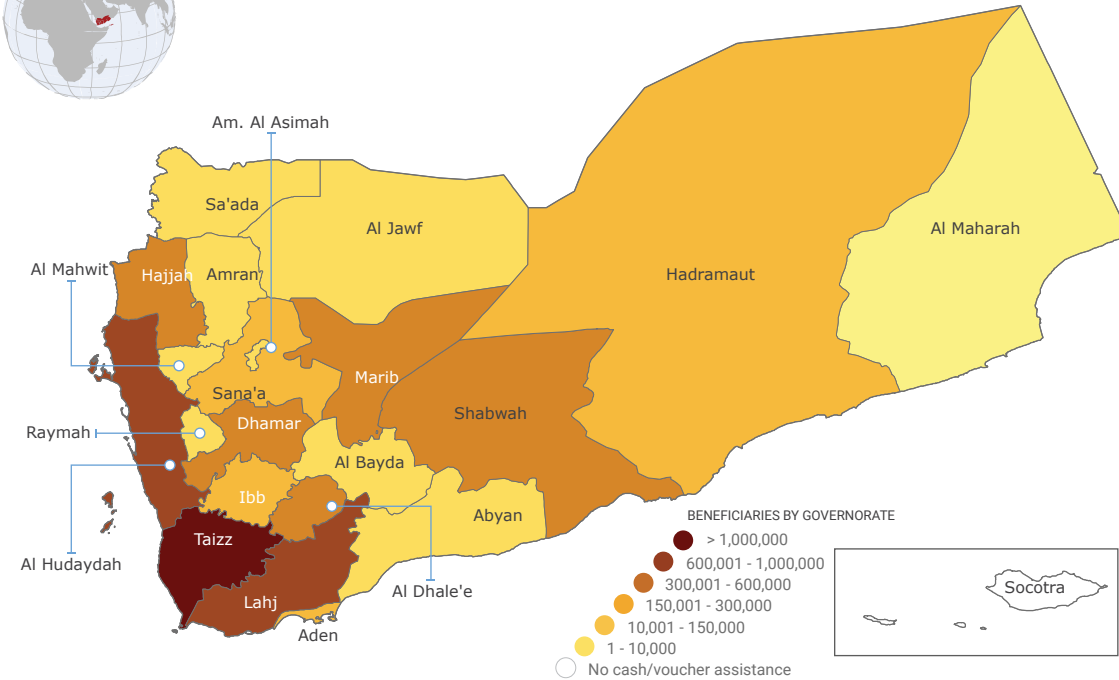 Am. Al Asimah
Sa'ada
Al Jawf
Al Maharah
Al Mahwit
Hajjah
Amran
Hadramaut
Marib
Sana'a
Shabwah
Dhamar
Raymah
Al Bayda
Ibb
Abyan
Taizz
Al Hudaydah
Al Dhale'e
Lahj
Aden
BENEFICIARIES BY GOVERNORATE
> 1,000,000
600,001 - 1,000,000
300,001 - 600,000
150,001 - 300,000
10,001 - 150,000
1 - 10,000
No cash/voucher assistance
Socotra